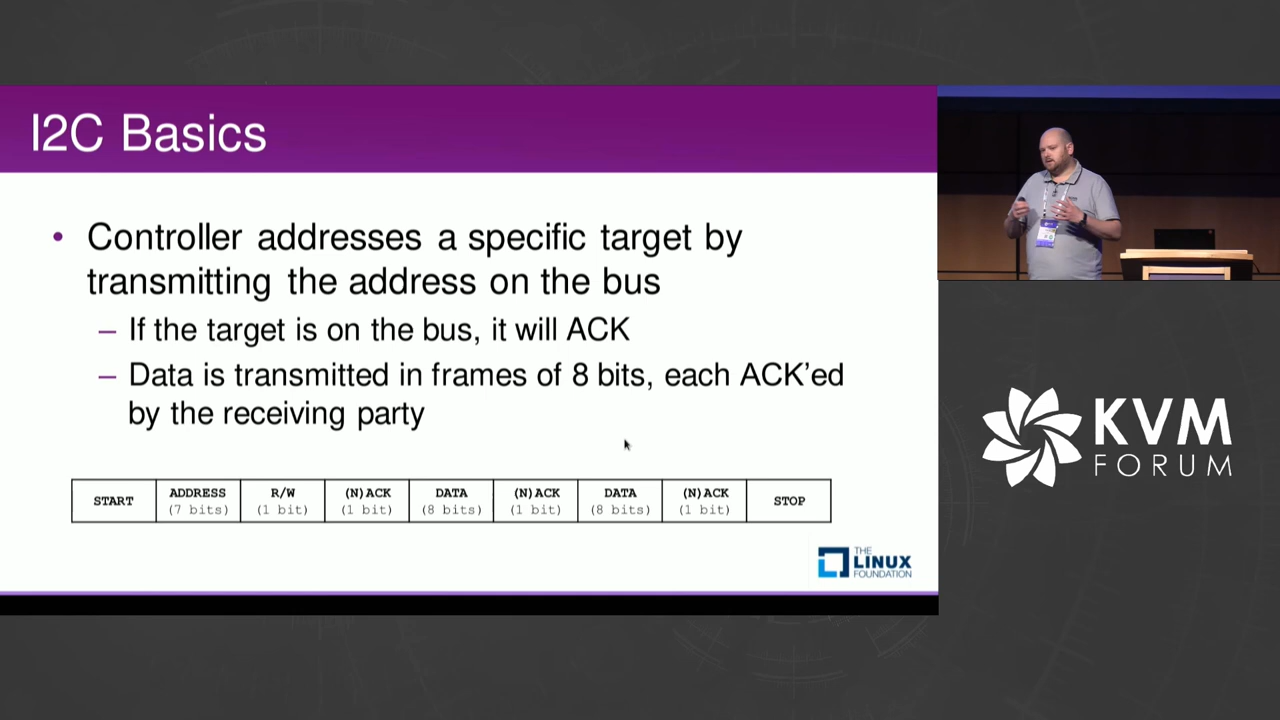 I2C Basics
• Controller addresses a specific target by
transmitting the address on the bus
– If the target is on the bus, it will ACK
– Data is transmitted in frames of 8 bits, each ACK'ed
by the receiving party
START ADDRESS R/W (N)ACK DATA (N)ACK DATA (N)ACK STOP
(7 bits) (1 bit) (1 bit) (8 bits) (1 bit) (8 bits) (1 bit)
THE
LINUX
FOUNDATION
KVM
FORUM